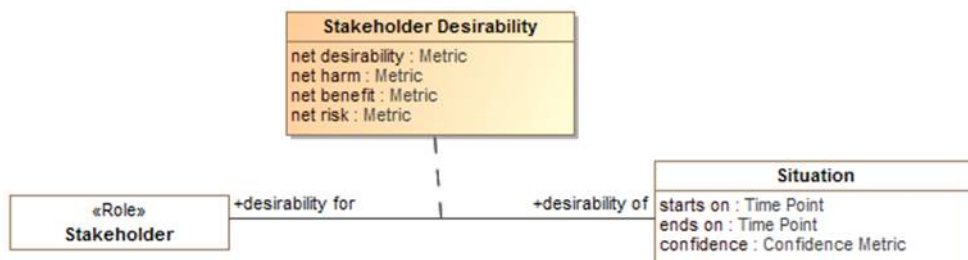 Stakeholder Desirability
net desirability : Metric
net harm : Metric
net benefit : Metric
net risk : Metric
«Role»
Stakeholder
+desirability for
+desirability of
Situation
starts on : Time Point
ends on : Time Point
confidence : Confidence Metric